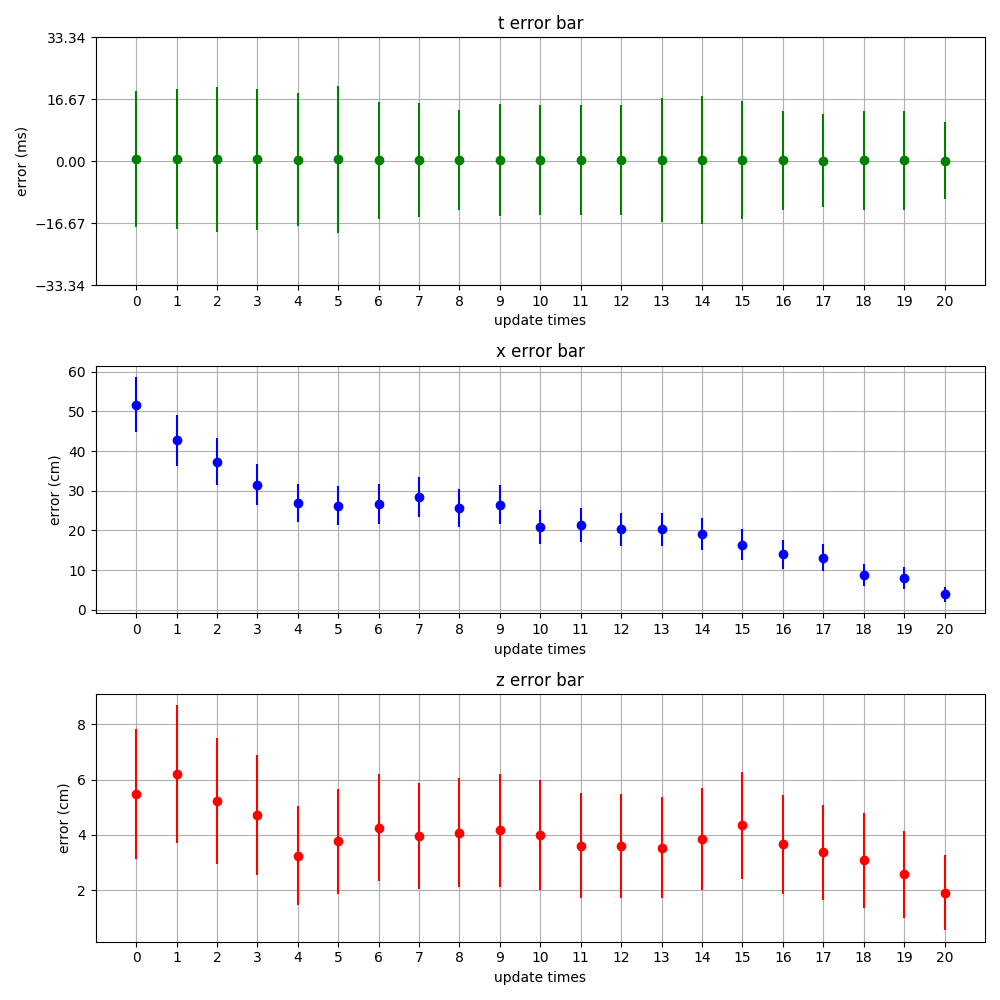 t error bar
33.34
16.67
0.00
−16.67
−33.34
error (ms)
0 1 2 3 4 5 6 7 8 9 10 11 12 13 14 15 16 17 18 19 20
update times
x error bar
60
50
40
30
20
10
0
error (cm)
0 1 2 3 4 5 6 7 8 9 10 11 12 13 14 15 16 17 18 19 20
update times
z error bar
8
6
4
2
error (cm)
0 1 2 3 4 5 6 7 8 9 10 11 12 13 14 15 16 17 18 19 20
update times